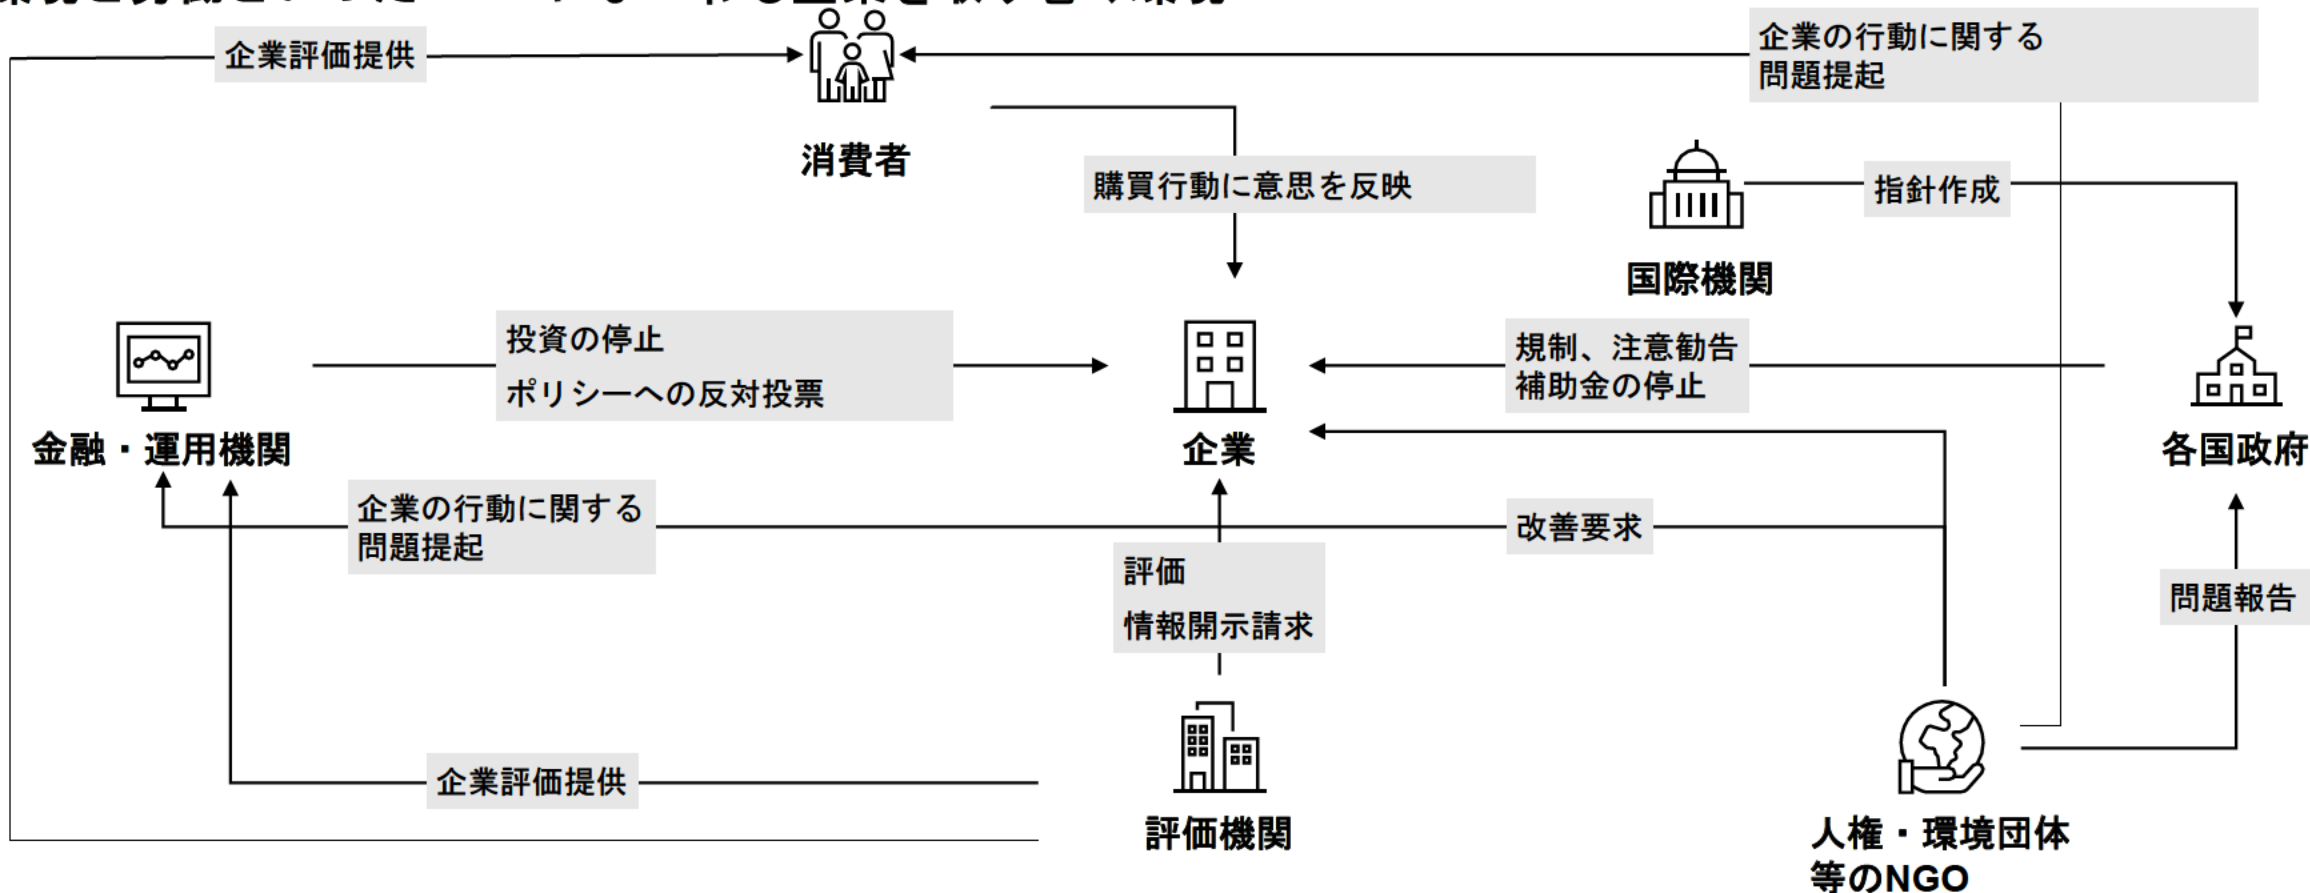 企業評価提供
企業の行動に関する
問題提起
消費者
購買行動に意思を反映
指針作成
国際機関
投資の停止
ポリシーへの反対投票
規制、注意勧告
補助金の停止
金融・運用機関
企業
各国政府
企業の行動に関する
問題提起
改善要求
評価
情報開示請求
問題報告
企業評価提供
評価機関
人権・環境団体
等のNGO